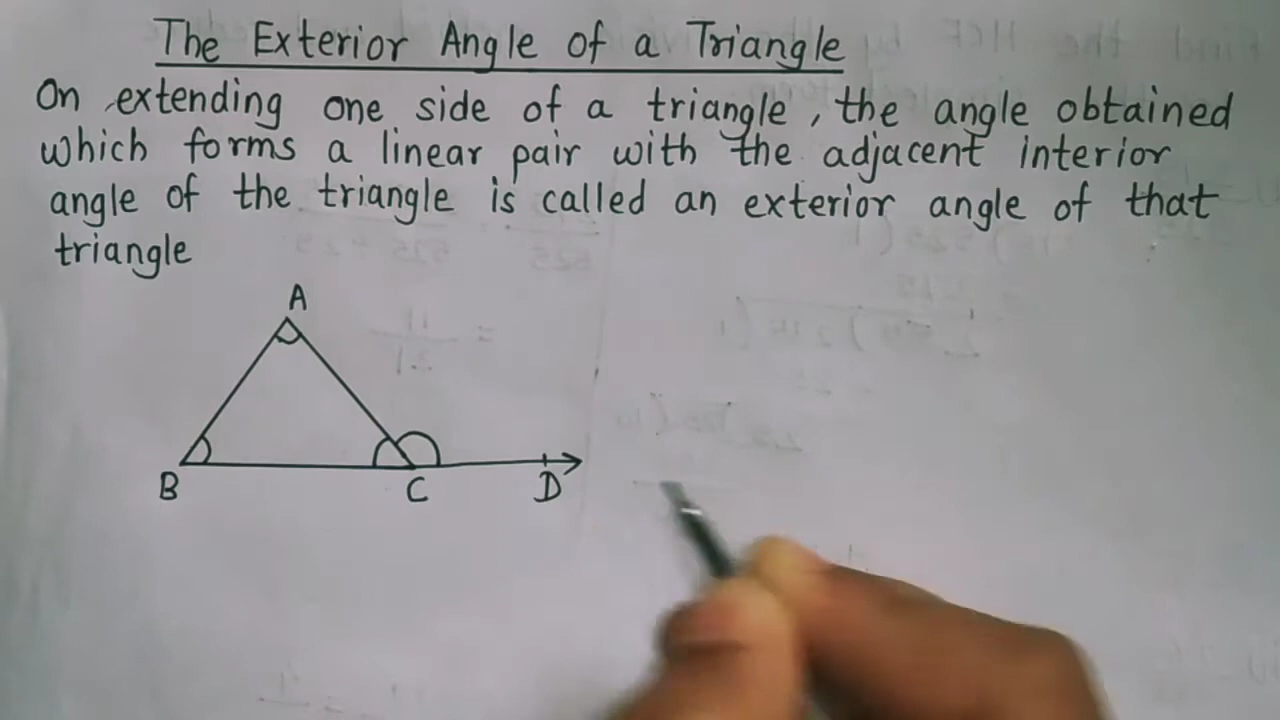 The Exterior Angle of a Triangle
On extending one side of a triangle, the angle obtained
which forms a linear pair with the adjacent interior
angle of the triangle is called an exterior angle of that
triangle
A
B
C
D